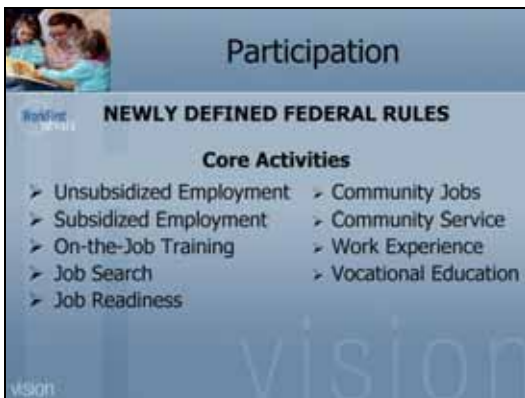 Participation
WorkFirst
NEWLY DEFINED FEDERAL RULES
Core Activities
➢ Unsubsidized Employment
➢ Subsidized Employment
➢ On-the-Job Training
➢ Job Search
➢ Job Readiness
➢ Community Jobs
➢ Community Service
➢ Work Experience
➢ Vocational Education
vision
vision